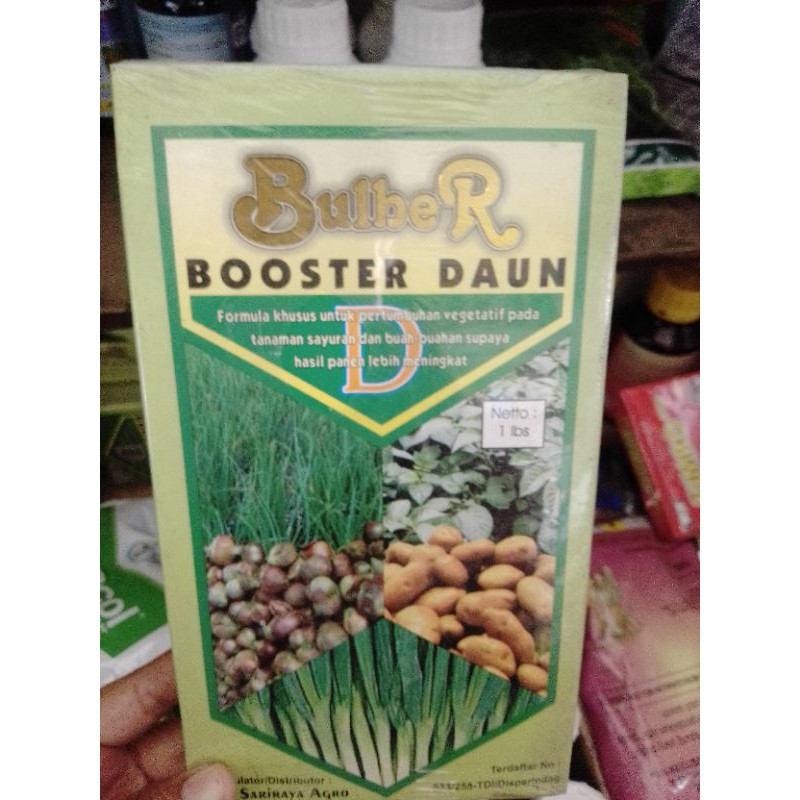 BulbeR
BOOSTER DAUN
D
Formula khusus untuk pertumbuhan vegetatif pada
tanaman sayuran dan buah-buahan supaya
hasil panen lebih meningkat
Netto :
1 lbs
Distributor :
SARIRAYA AGRO
Terdaftar No